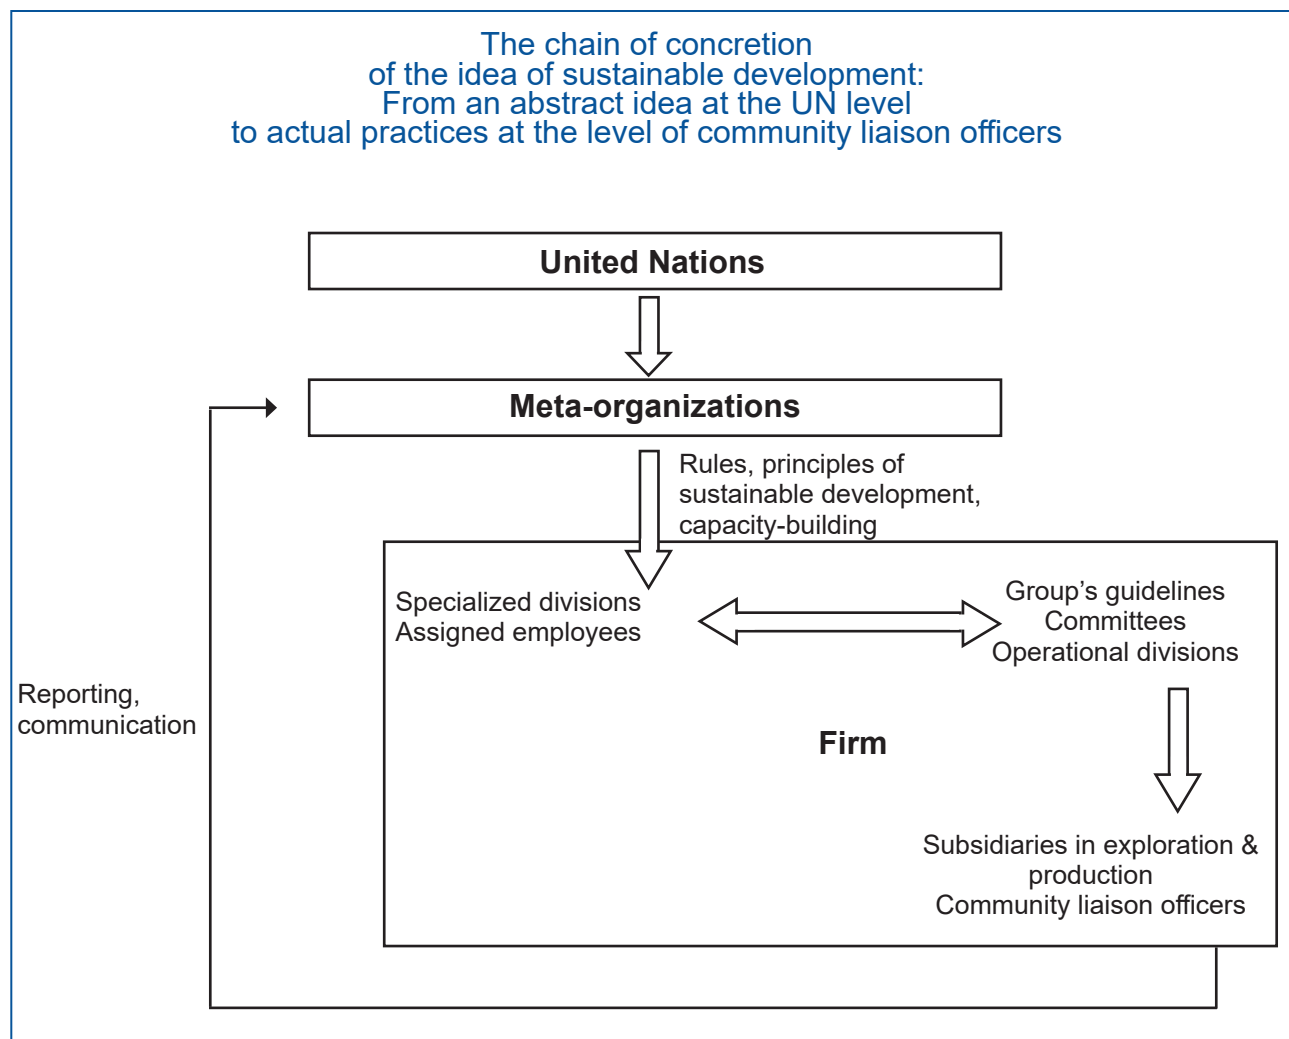 The chain of concretion
of the idea of sustainable development:
From an abstract idea at the UN level
to actual practices at the level of community liaison officers
United Nations
Meta-organizations
Rules, principles of
sustainable development,
capacity-building
Specialized divisions
Assigned employees
Group’s guidelines
Committees
Operational divisions
Reporting,
communication
Firm
Subsidiaries in exploration &
production
Community liaison officers